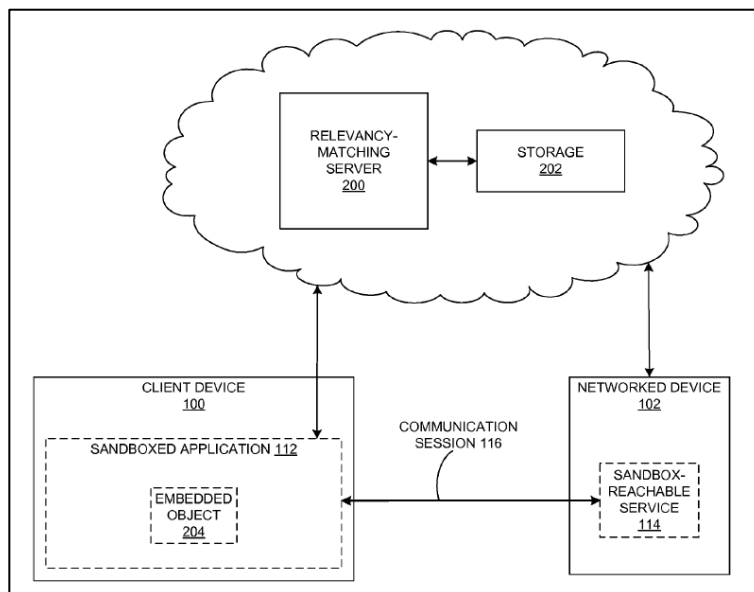 RELEVANCY-
MATCHING
SERVER
200
STORAGE
202
CLIENT DEVICE
100
SANDBOXED APPLICATION 112
EMBEDDED
OBJECT
204
COMMUNICATION
SESSION 116
NETWORKED DEVICE
102
SANDBOX-
REACHABLE
SERVICE
114